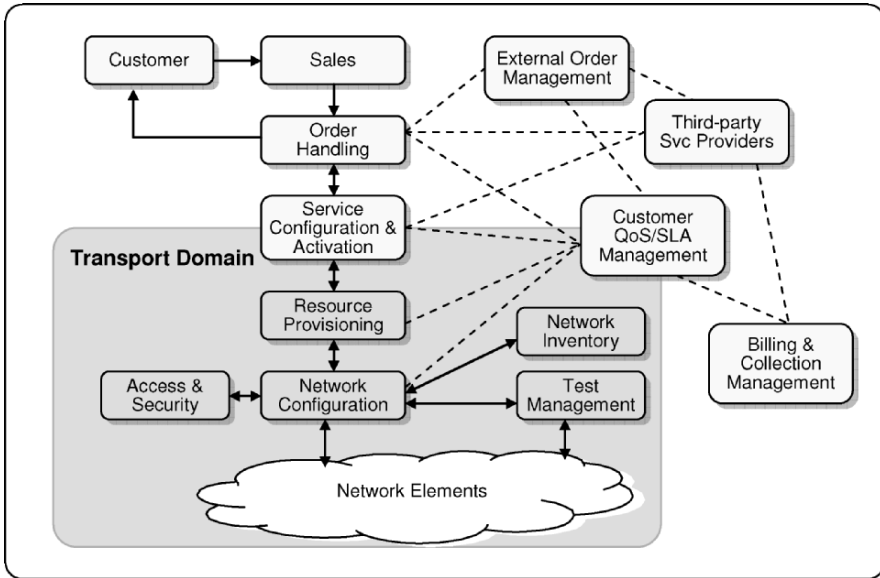 Customer
Sales
External Order
Management
Order
Handling
Third-party
Svc Providers
Service
Configuration &
Activation
Customer
QoS/SLA
Management
Transport Domain
Resource
Provisioning
Network
Inventory
Billing &
Collection
Management
Access &
Security
Network
Configuration
Test
Management
Network Elements